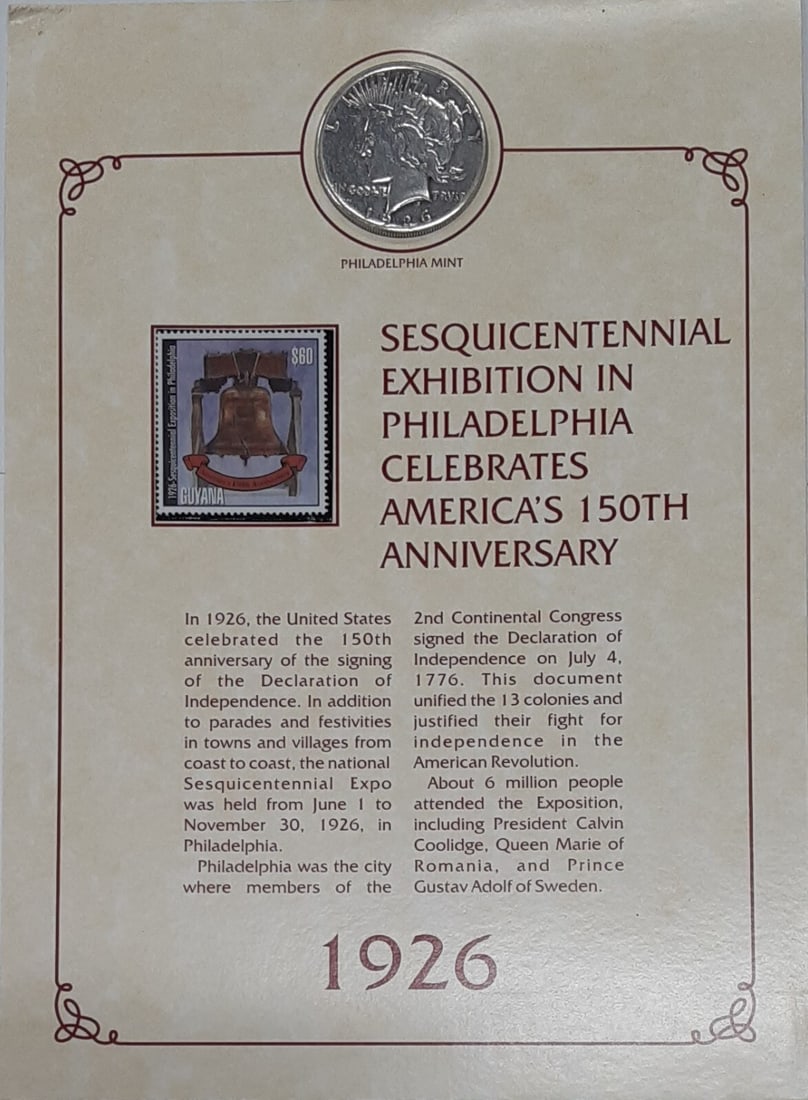 LIBERTY
IN GOD WE TRVST
1926
PHILADELPHIA MINT
1926 Sesquicentennial Exposition in Philadelphia
$60
GUYANA
SESQUICENTENNIAL
EXHIBITION IN
PHILADELPHIA
CELEBRATES
AMERICA'S 150TH
ANNIVERSARY
In 1926, the United States
celebrated the 150th
anniversary of the signing
of the Declaration of
Independence. In addition
to parades and festivities
in towns and villages from
coast to coast, the national
Sesquicentennial Expo
was held from June 1 to
November 30, 1926, in
Philadelphia.
Philadelphia was the city
where members of the
2nd Continental Congress
signed the Declaration of
Independence on July 4,
1776. This document
unified the 13 colonies and
justified their fight for
independence in the
American Revolution.
About 6 million people
attended the Exposition,
including President Calvin
Coolidge, Queen Marie of
Romania, and Prince
Gustav Adolf of Sweden.
1926